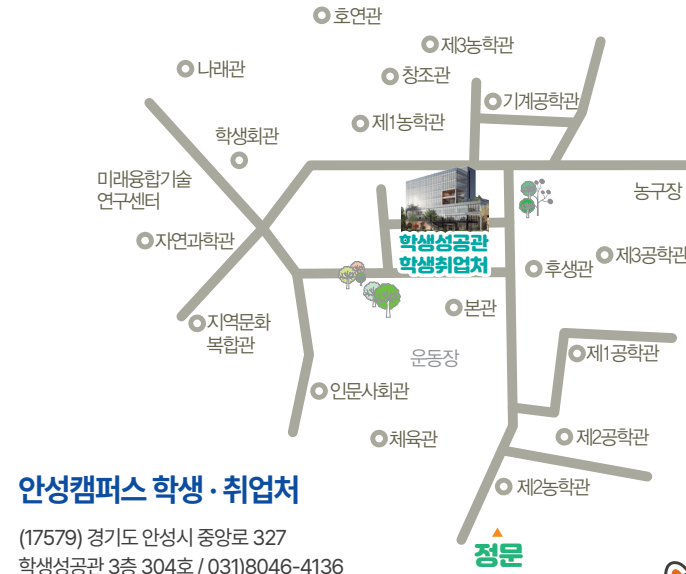 호연관
제3농학관
나래관
창조관
기계공학관
제1농학관
학생회관
미래융합기술
연구센터
농구장
자연과학관
학생성공관
학생취업처
제3공학관
후생관
본관
지역문화
복합관
운동장
제1공학관
인문사회관
체육관
제2공학관
제2농학관
안성캠퍼스 학생 · 취업처
(17579) 경기도 안성시 중앙로 327
학생성공관 3층 304호 / 031)8046-4136
정문